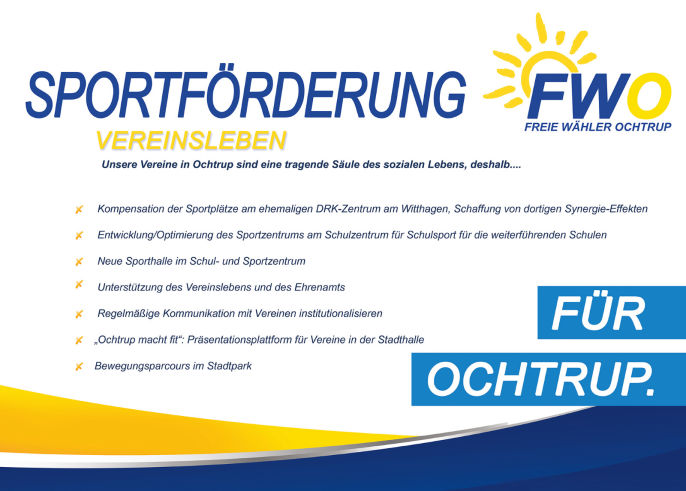 SPORTFÖRDERUNG
FWO
FREIE WÄHLER OCHTRUP
VEREINSLEBEN
Unsere Vereine in Ochtrup sind eine tragende Säule des sozialen Lebens, deshalb....
Kompensation der Sportplätze am ehemaligen DRK-Zentrum am Witthagen, Schaffung von dortigen Synergie-Effekten
Entwicklung/Optimierung des Sportzentrums am Schulzentrum für Schulsport für die weiterführenden Schulen
Neue Sporthalle im Schul- und Sportzentrum
Unterstützung des Vereinslebens und des Ehrenamts
Regelmäßige Kommunikation mit Vereinen institutionalisieren
„Ochtrup macht fit“: Präsentationsplattform für Vereine in der Stadthalle
Bewegungsparcours im Stadtpark
FÜR
OCHTRUP.